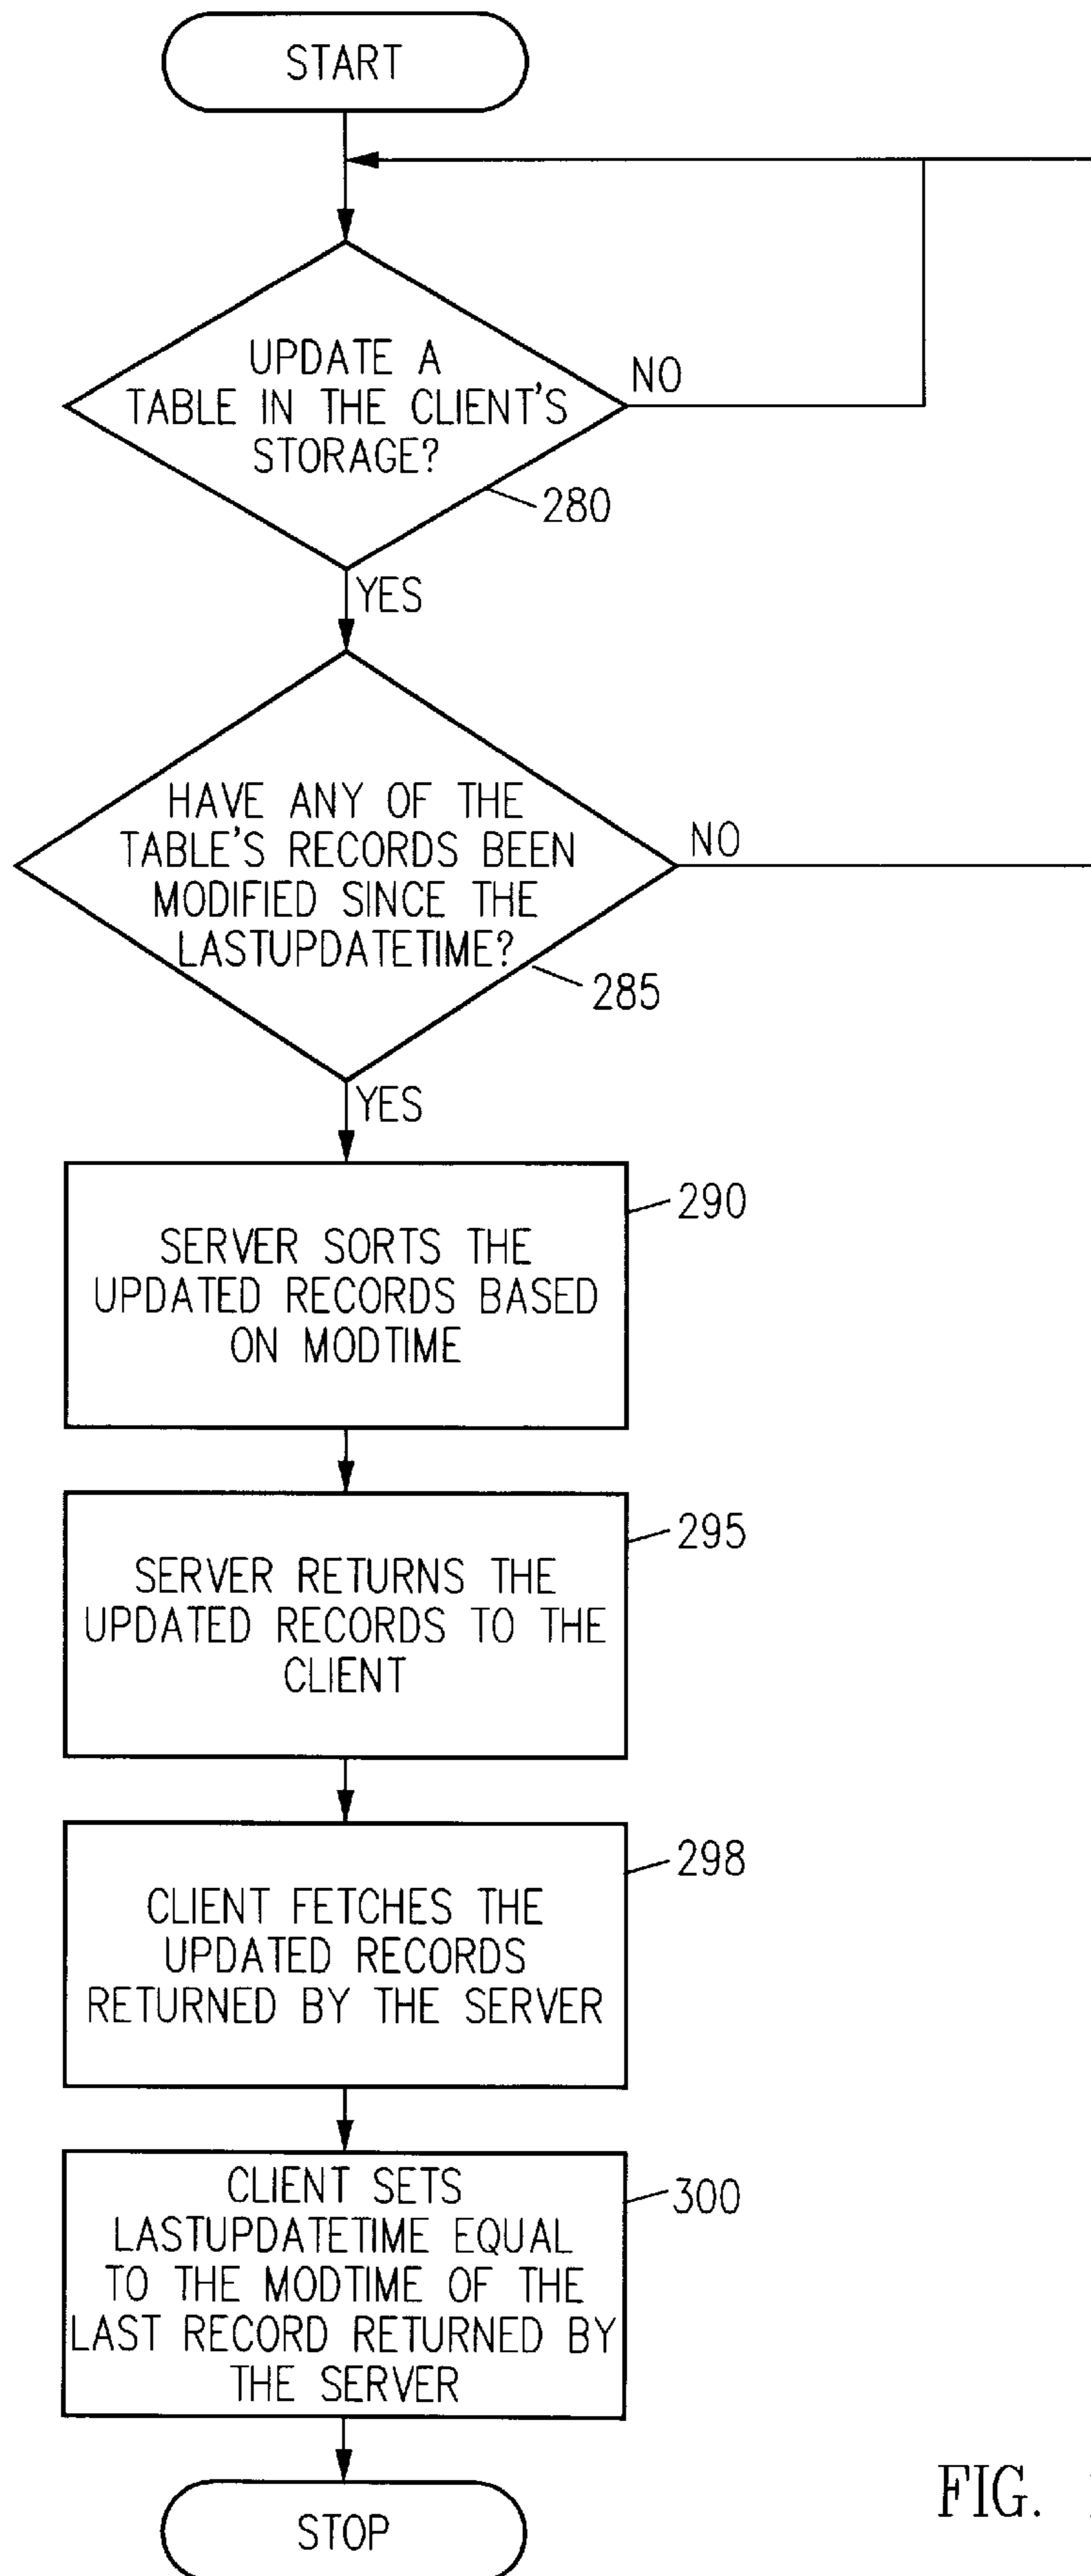 START
UPDATE A
TABLE IN THE CLIENT'S
STORAGE?
NO
280
YES
HAVE ANY OF THE
TABLE'S RECORDS BEEN
MODIFIED SINCE THE
LASTUPDATETIME?
NO
285
YES
290
SERVER SORTS THE
UPDATED RECORDS BASED
ON MODTIME
295
SERVER RETURNS THE
UPDATED RECORDS TO THE
CLIENT
298
CLIENT FETCHES THE
UPDATED RECORDS
RETURNED BY THE SERVER
300
CLIENT SETS
LASTUPDATETIME EQUAL
TO THE MODTIME OF THE
LAST RECORD RETURNED BY
THE SERVER
STOP
FIG.